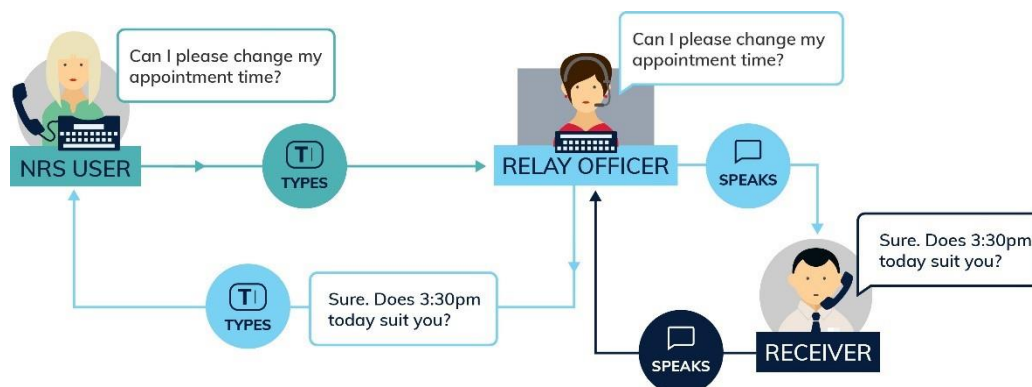 Can I please change my
appointment time?
Can I please change my
appointment time?
NRS USER
T
TYPES
RELAY OFFICER
SPEAKS
Sure. Does 3:30pm
today suit you?
T
TYPES
Sure. Does 3:30pm
today suit you?
SPEAKS
RECEIVER